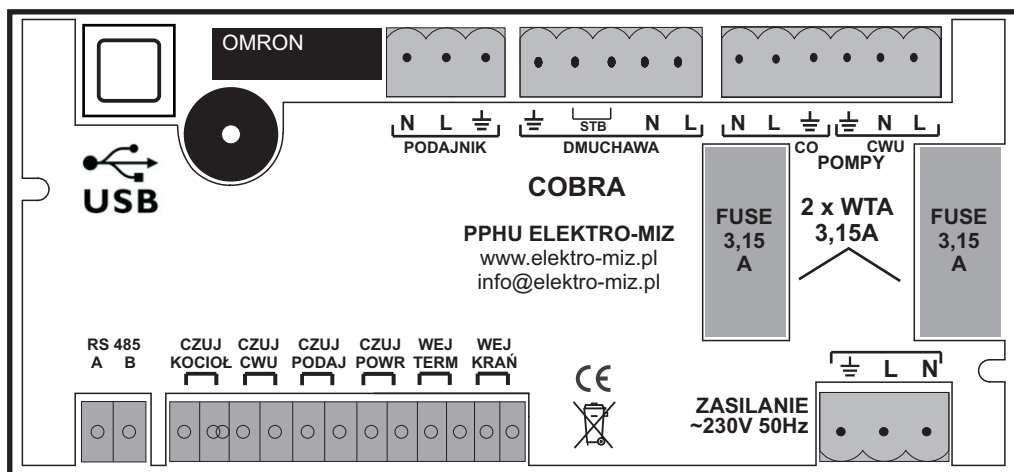 OMRON
N L N L N L N L
STB
PODAJNIK DMUCHAWA CO CWU
POMPY
USB
COBRA
PPHU ELEKTRO-MIZ
www.elektro-miz.pl
info@elektro-miz.pl
FUSE
3,15
A
2 x WTA
3,15A
FUSE
3,15
A
RS 485
A B
CZUJ
KOCIOŁ
CZUJ
CWU
CZUJ
PODAJ
CZUJ
POWR
WEJ
TERM
WEJ
KRAŃ
CE
L N
ZASILANIE
~230V 50Hz